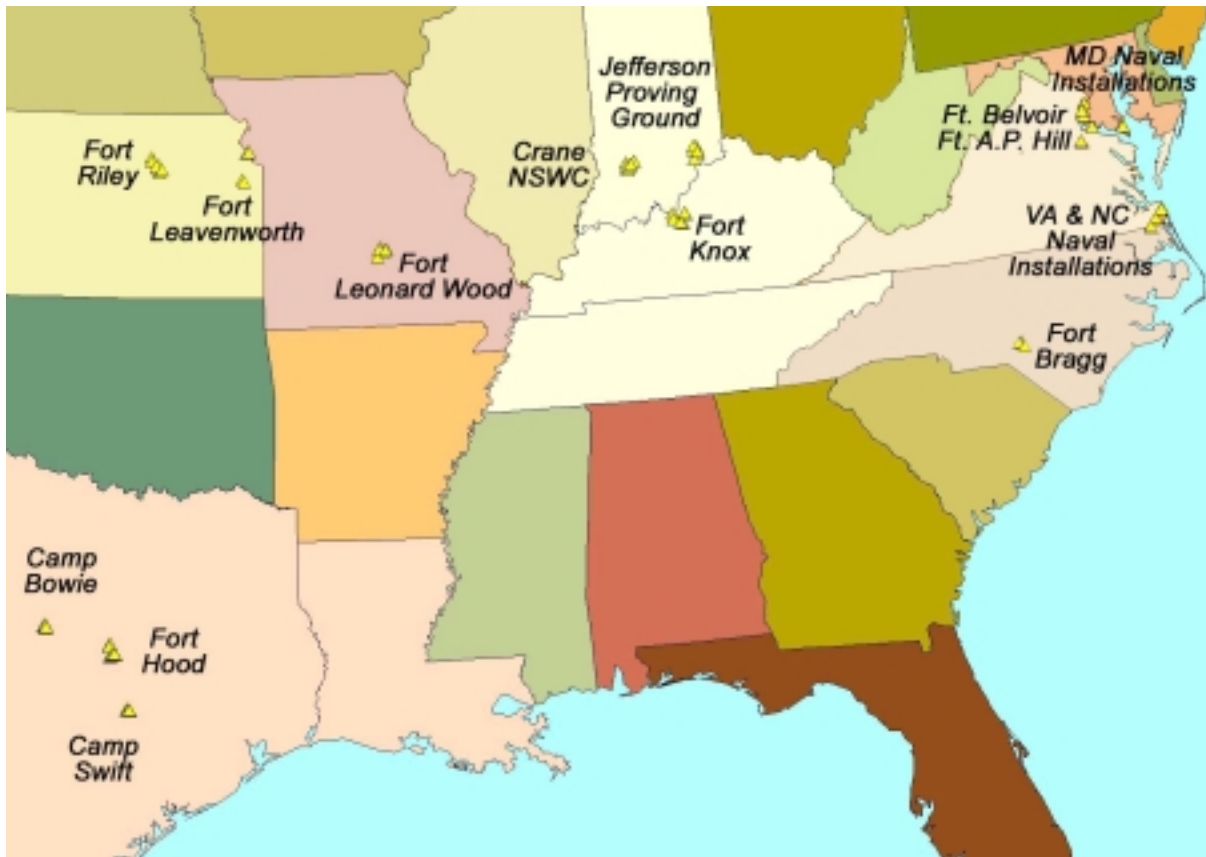 MD Naval
Installations
Jefferson
Proving
Ground
Ft. Belvoir
Ft. A.P. Hill
Fort
Riley
Crane
NSWC
Fort
Leavenworth
VA & NC
Naval
Installations
Fort
Knox
Fort
Leonard Wood
Fort
Bragg
Camp
Bowie
Fort
Hood
Camp
Swift